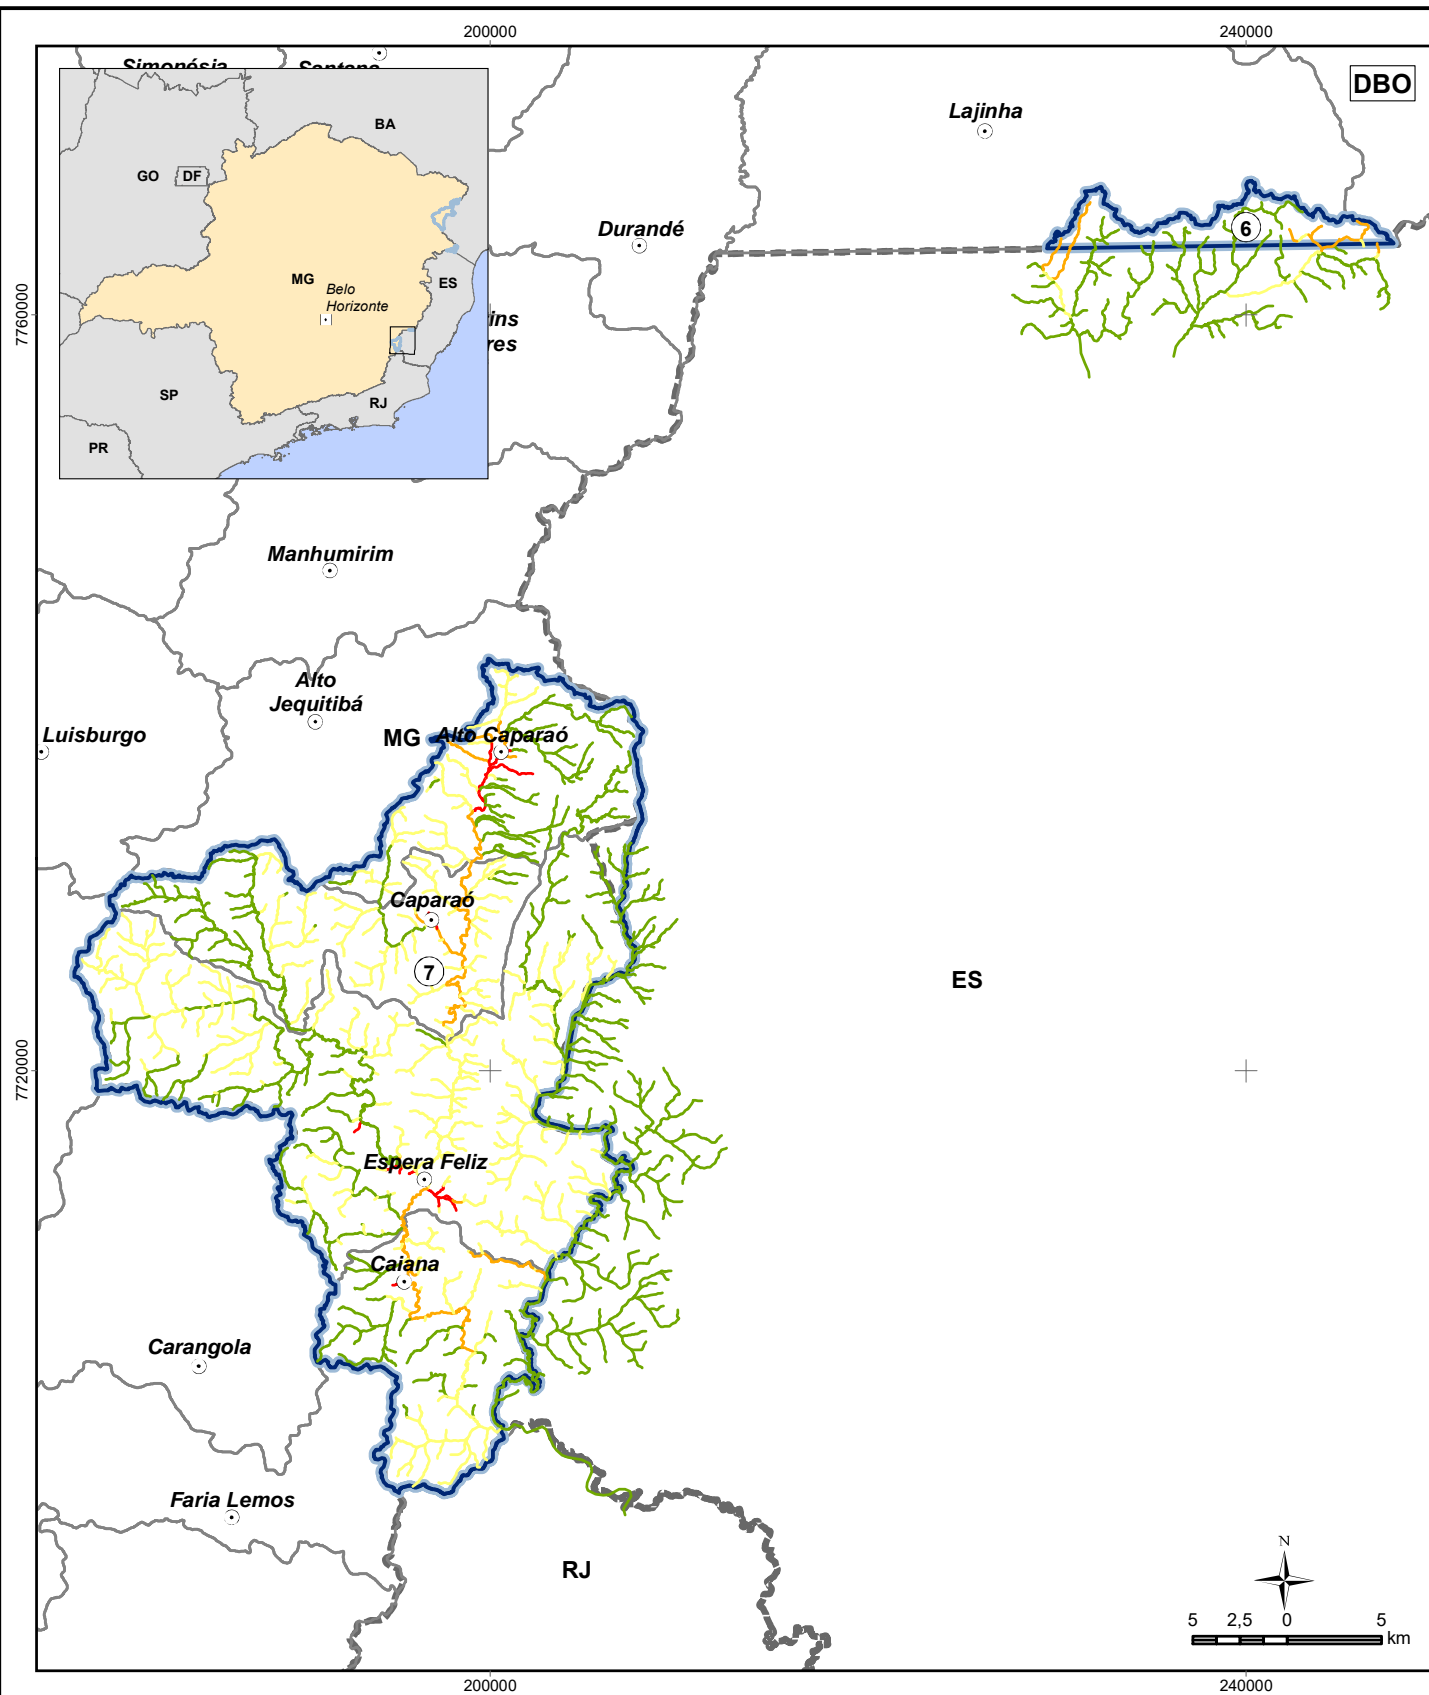 200000
240000
Simonésia
Santana
DBO
Lajinha
BA
GO
DF
MG
Belo
Horizonte
ES
SP
RJ
PR
Durandé
6
ins
res
7760000
Manhumirim
Alto
Jequitibá
Luisburgo
MG
Alto Caparaó
Caparaó
7
ES
7720000
Espera Feliz
Caiana
Carangola
Faria Lemos
RJ
N
5 2,5 0 5
km
200000
240000